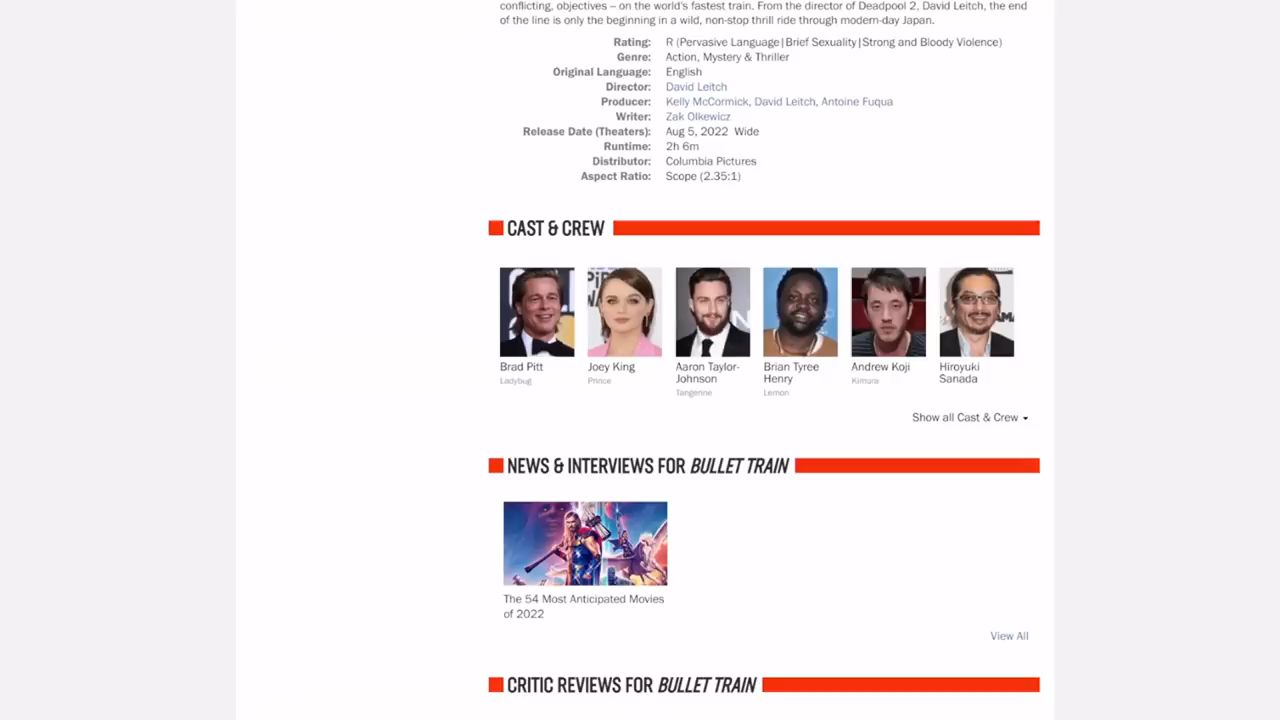 conflicting, objectives – on the world's fastest train. From the director of Deadpool 2, David Leitch, the end
of the line is only the beginning in a wild, non-stop thrill ride through modern-day Japan.
Rating: R (Pervasive Language|Brief Sexuality|Strong and Bloody Violence)
Genre: Action, Mystery & Thriller
Original Language: English
Director: David Leitch
Producer: Kelly McCormick, David Leitch, Antoine Fuqua
Writer: Zak Olkewicz
Release Date (Theaters): Aug 5, 2022 Wide
Runtime: 2h 6m
Distributor: Columbia Pictures
Aspect Ratio: Scope (2.35:1)
CAST & CREW
Brad Pitt
Ladybug
Joey King
Prince
Aaron Taylor-
Johnson
Tangerine
Brian Tyree
Henry
Lemon
Andrew Koji
Kimura
Hiroyuki
Sanada
Show all Cast & Crew
NEWS & INTERVIEWS FOR BULLET TRAIN
The 54 Most Anticipated Movies
of 2022
View All
CRITIC REVIEWS FOR BULLET TRAIN